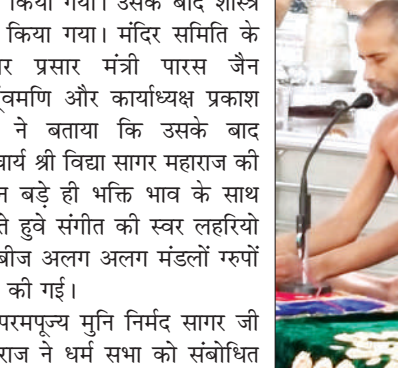 किया गया। उसके बाद शास्त्र
किया गया। मंदिर समिति के
प्रसार मंत्री पारस जैन
और कार्याध्यक्ष प्रकाश
ने बताया कि उसके बाद
श्री विद्या सागर महाराज की
बड़े ही भक्ति भाव के साथ
हुवे संगीत की स्वर लहरियो
अलग अलग मंडलों ग्रुपों
की गई।
परमपूज्य मुनि निर्मद सागर जी
ने धर्म सभा को संबोधित